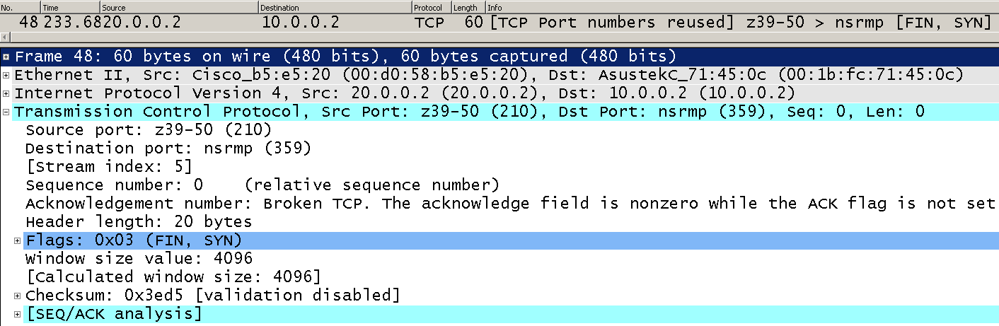 No. Time Source Destination Protocol Length Info
48 233.6820.0.0.2 10.0.0.2 TCP 60 [TCP Port numbers reused] z39-50 > nsrmp [FIN, SYN]
Frame 48: 60 bytes on wire (480 bits), 60 bytes captured (480 bits)
Ethernet II, Src: Cisco_b5:e5:20 (00:d0:58:b5:e5:20), Dst: AsustekC_71:45:0c (00:1b:fc:71:45:0c)
Internet Protocol Version 4, Src: 20.0.0.2 (20.0.0.2), Dst: 10.0.0.2 (10.0.0.2)
Transmission Control Protocol, Src Port: z39-50 (210), Dst Port: nsrmp (359), Seq: 0, Len: 0
Source port: z39-50 (210)
Destination port: nsrmp (359)
[Stream index: 5]
Sequence number: 0 (relative sequence number)
Acknowledgement number: Broken TCP. The acknowledge field is nonzero while the ACK flag is not set
Header length: 20 bytes
Flags: 0x03 (FIN, SYN)
Window size value: 4096
[Calculated window size: 4096]
Checksum: 0x3ed5 [validation disabled]
[SEQ/ACK analysis]